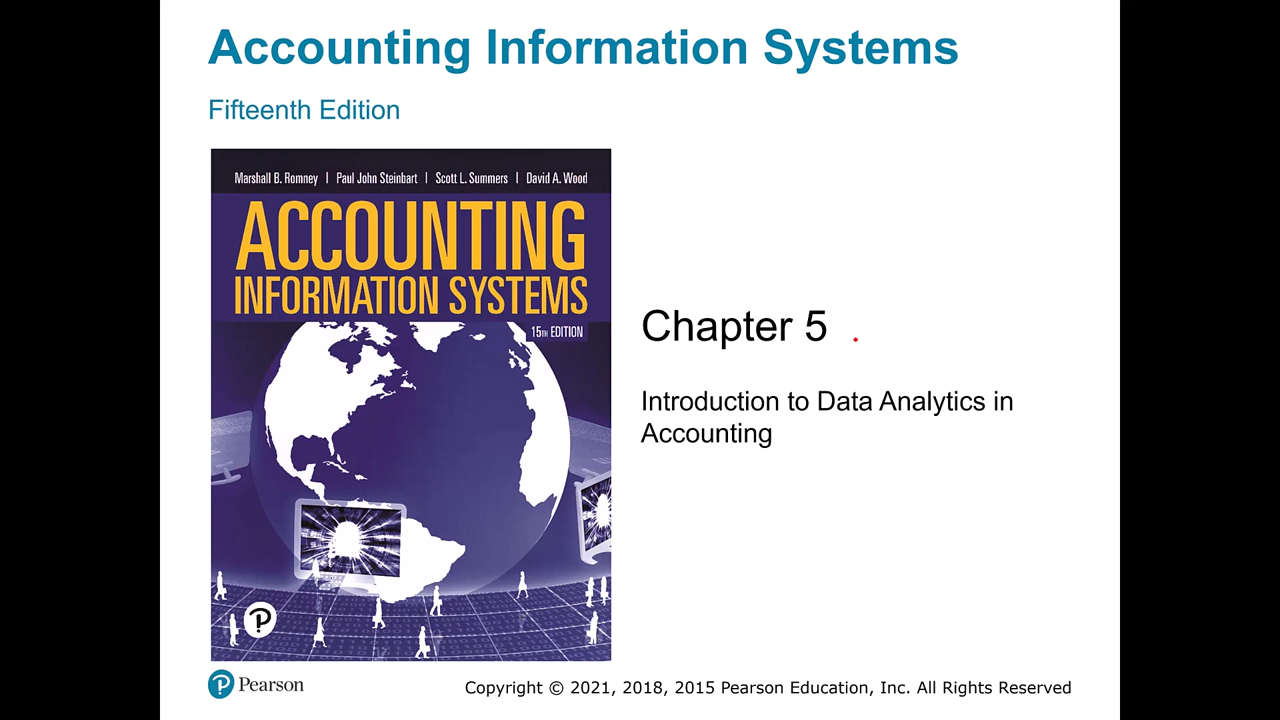 Accounting Information Systems
Fifteenth Edition
Marshall B. Romney | Paul John Steinbart | Scott L. Summers | David A. Wood
ACCOUNTING
INFORMATION SYSTEMS
15TH EDITION
Chapter 5
Introduction to Data Analytics in
Accounting
P
Pearson
Copyright © 2021, 2018, 2015 Pearson Education, Inc. All Rights Reserved